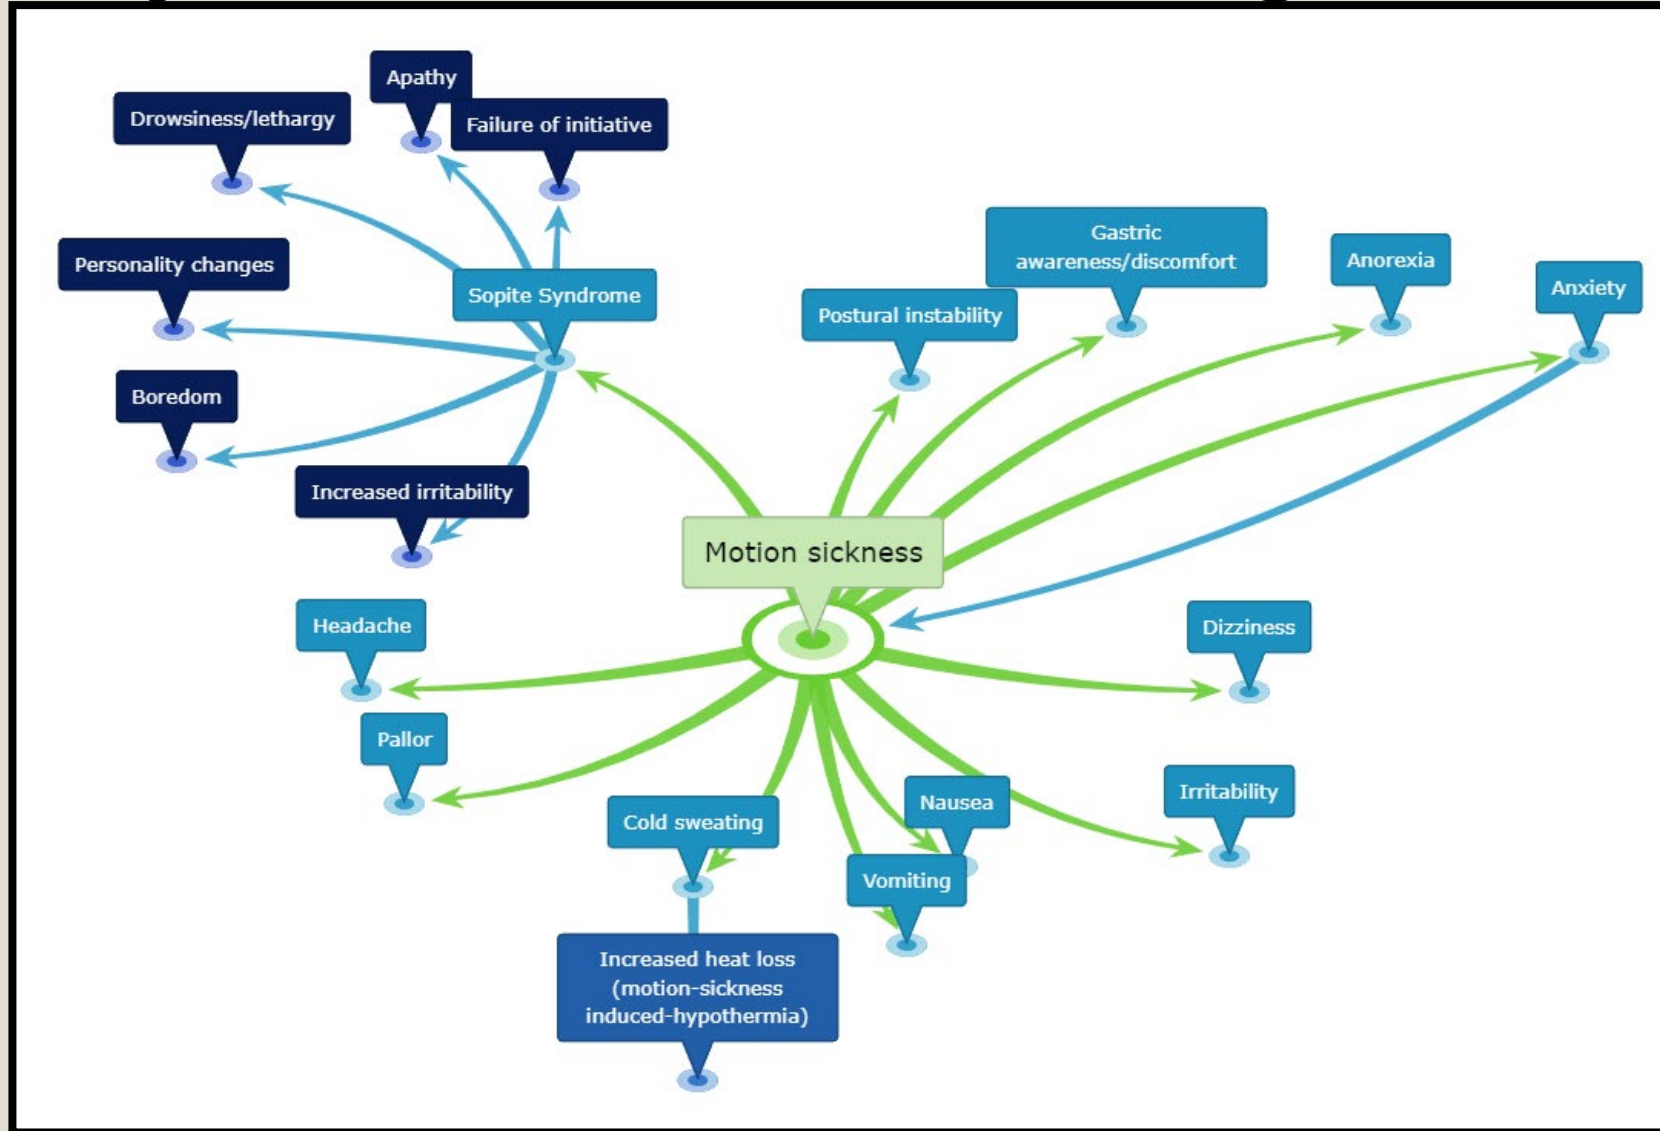 Apathy
Drowsiness/lethargy
Failure of initiative
Personality changes
Sopite Syndrome
Boredom
Increased irritability
Gastric
awareness/discomfort
Anorexia
Anxiety
Postural instability
Motion sickness
Headache
Dizziness
Pallor
Cold sweating
Nausea
Irritability
Vomiting
Increased heat loss
(motion-sickness
induced-hypothermia)